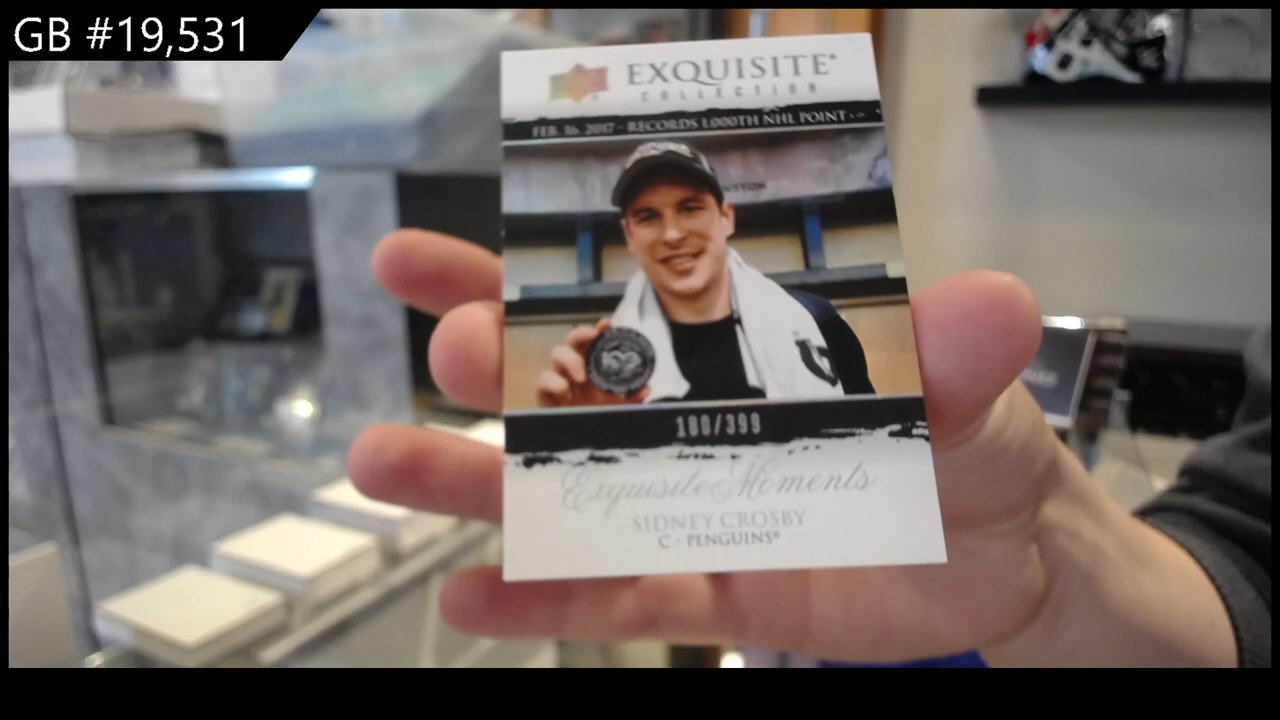 GB #19,531
EXQUISITE
COLLECTION
FEB. 16, 2017 - RECORDS 1,000TH NHL POINT
180/399
Exquisite Moments
SIDNEY CROSBY
C - PENGUINS®